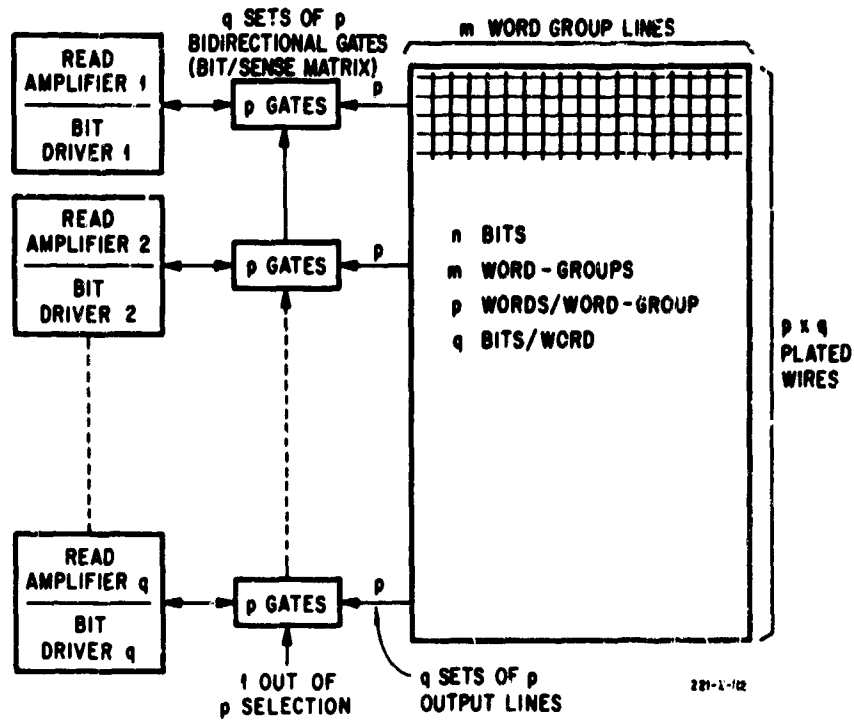 q SETS OF p
BIDIRECTIONAL GATES
(BIT/SENSE MATRIX)
m WORD GROUP LINES
READ
AMPLIFIER 1
BIT
DRIVER 1
p GATES
p
READ
AMPLIFIER 2
BIT
DRIVER 2
p GATES
p
n BITS
m WORD-GROUPS
p WORDS/WORD-GROUP
q BITS/WORD
p x q
PLATED
WIRES
READ
AMPLIFIER q
BIT
DRIVER q
p GATES
p
1 OUT OF
p SELECTION
q SETS OF p
OUTPUT LINES